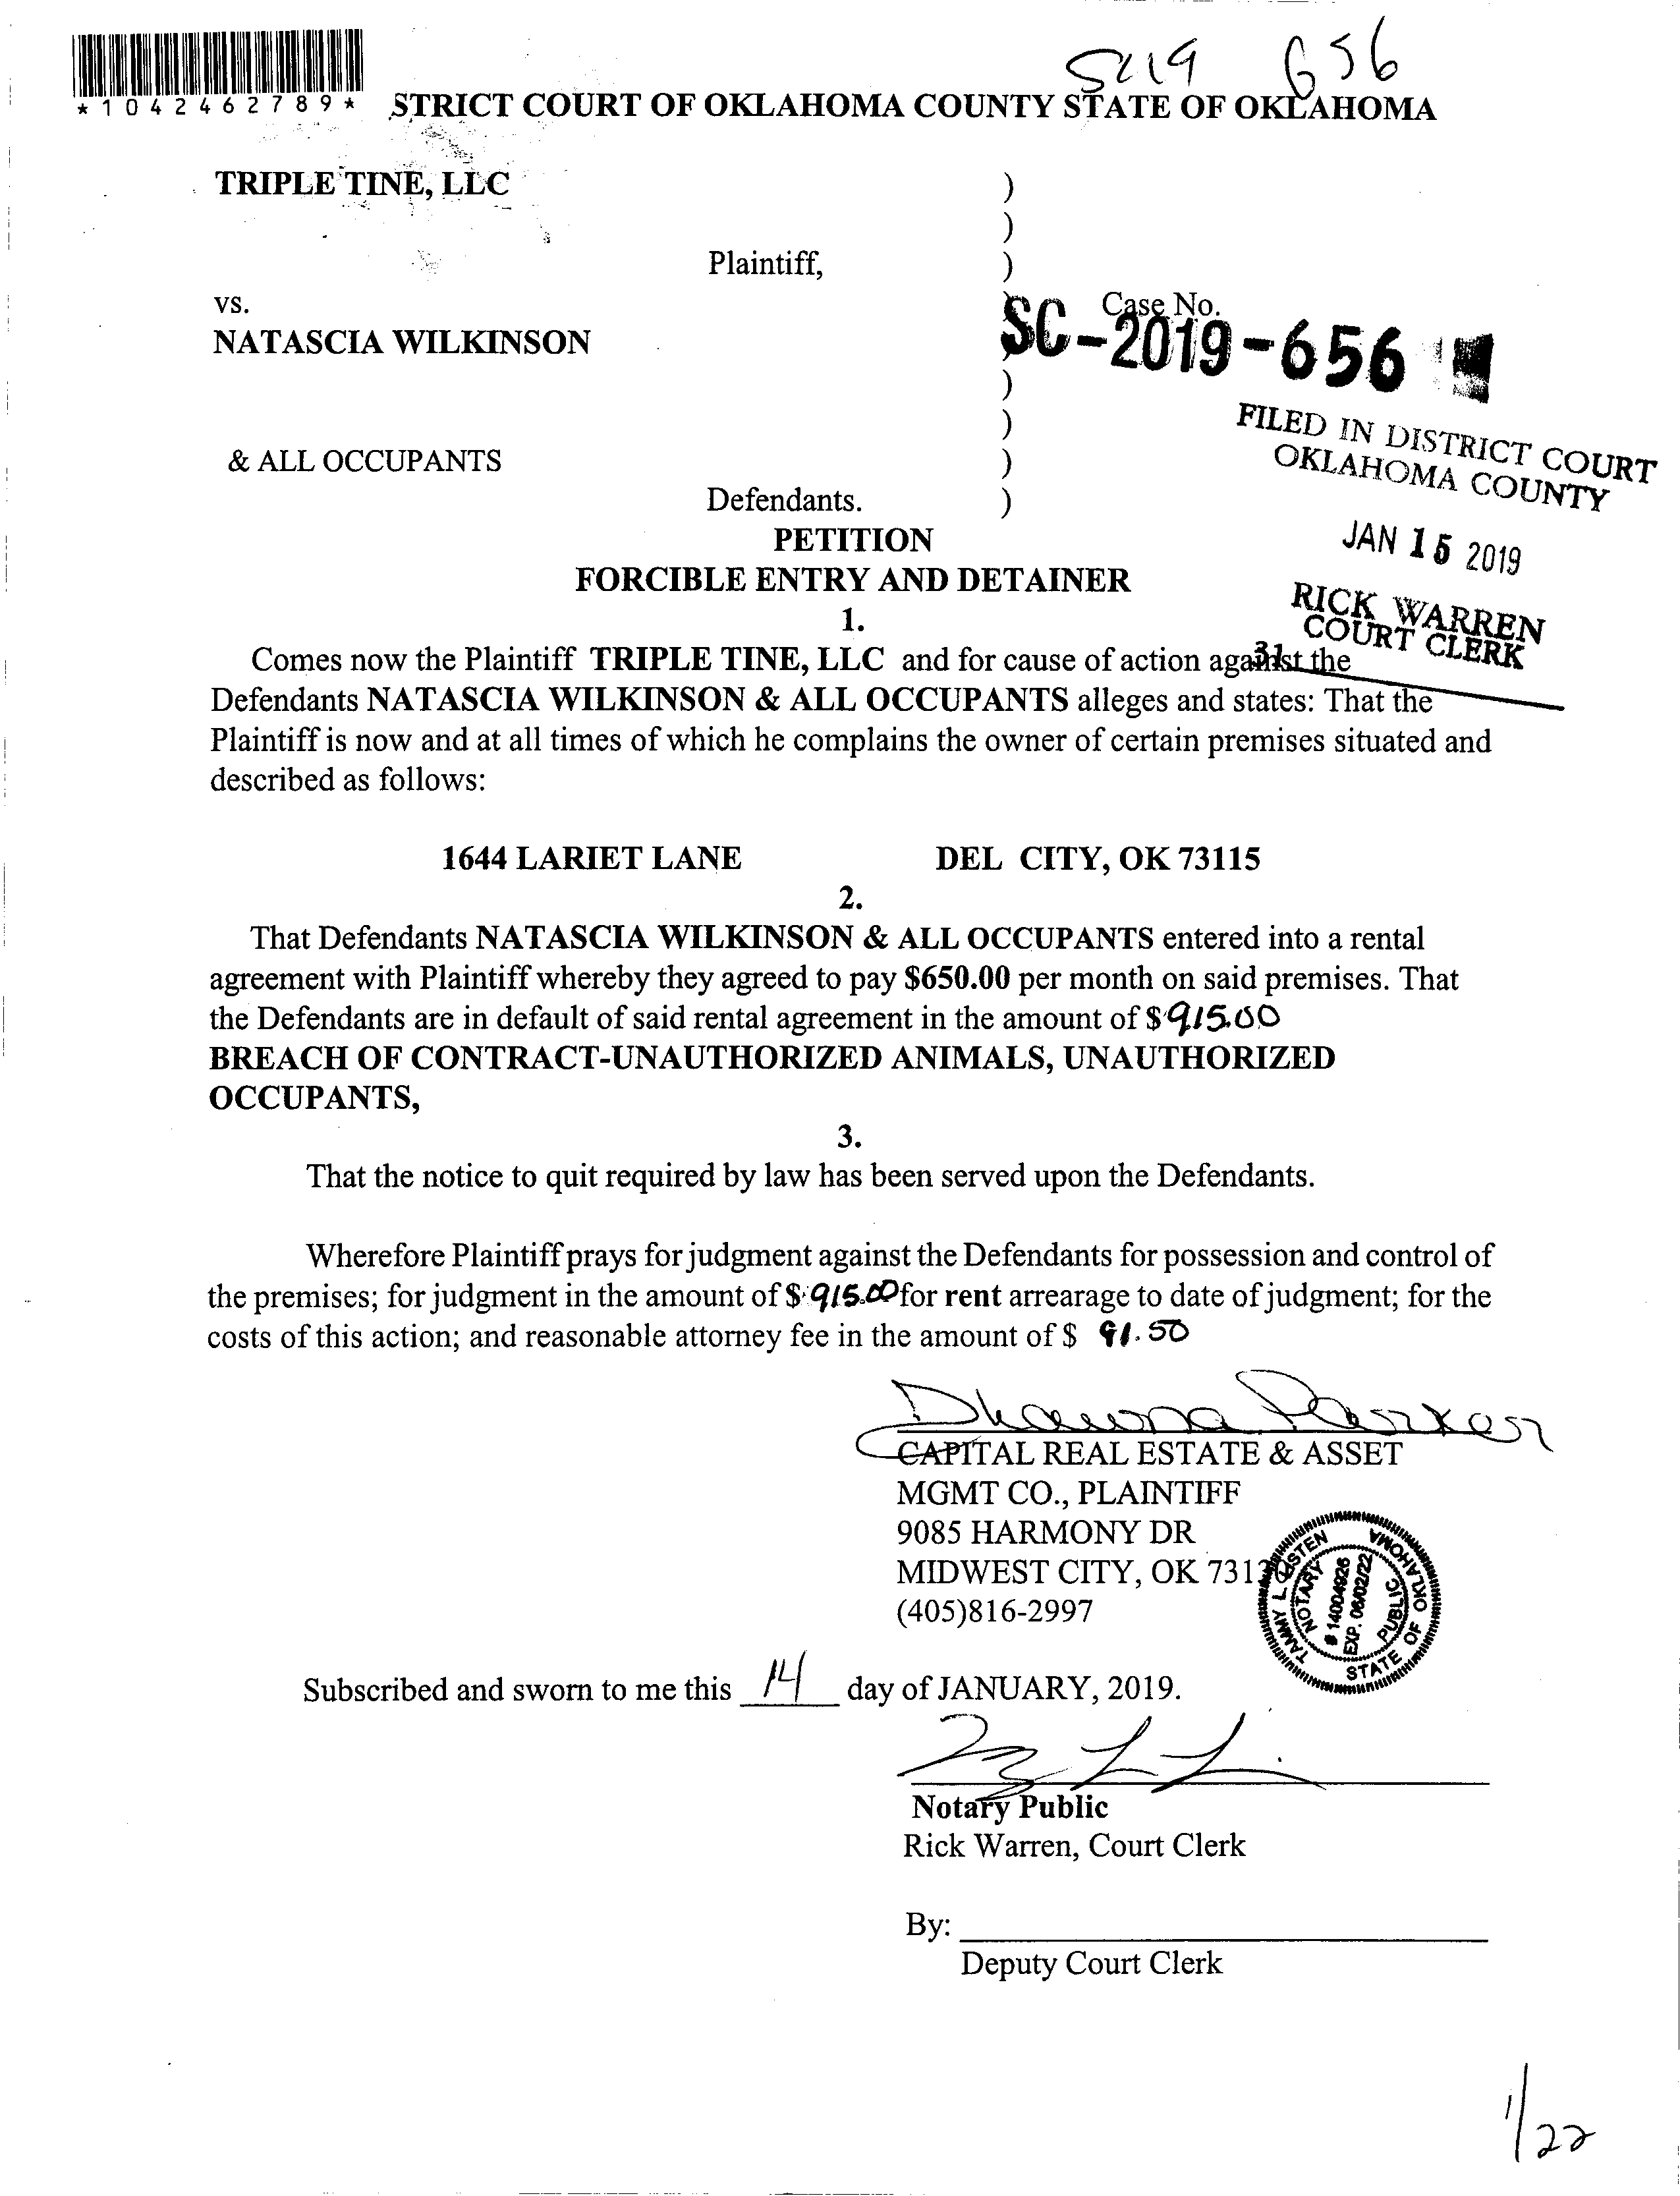 SC19 656
*1042462789*
STRICT COURT OF OKLAHOMA COUNTY STATE OF OKLAHOMA
TRIPLE TINE, LLC )
)
Plaintiff, )
vs. ) Case No.
NATASCIA WILKINSON ) SC-2019-656
)
)
& ALL OCCUPANTS )
Defendants. )
FILED IN DISTRICT COURT
OKLAHOMA COUNTY
JAN 15 2019
RICK WARREN
COURT CLERK
31
PETITION
FORCIBLE ENTRY AND DETAINER
1.
Comes now the Plaintiff TRIPLE TINE, LLC and for cause of action against the
Defendants NATASCIA WILKINSON & ALL OCCUPANTS alleges and states: That the
Plaintiff is now and at all times of which he complains the owner of certain premises situated and
described as follows:
1644 LARIET LANE DEL CITY, OK 73115
2.
That Defendants NATASCIA WILKINSON & ALL OCCUPANTS entered into a rental
agreement with Plaintiff whereby they agreed to pay $650.00 per month on said premises. That
the Defendants are in default of said rental agreement in the amount of $915.00
BREACH OF CONTRACT-UNAUTHORIZED ANIMALS, UNAUTHORIZED
OCCUPANTS,
3.
That the notice to quit required by law has been served upon the Defendants.
Wherefore Plaintiff prays for judgment against the Defendants for possession and control of
the premises; for judgment in the amount of $ 915.00 for rent arrearage to date of judgment; for the
costs of this action; and reasonable attorney fee in the amount of $ 91.50
Dhawna Parker
CAPITAL REAL ESTATE & ASSET
MGMT CO., PLAINTIFF
9085 HARMONY DR
MIDWEST CITY, OK
(405)816-2997
TAMMY L LISTEN
NOTARY PUBLIC
# 14004926
EXP. 06/02/22
STATE OF OKLAHOMA
Subscribed and sworn to me this 14 day of JANUARY, 2019.
Notary Public
Rick Warren, Court Clerk
By:
Deputy Court Clerk
1/22